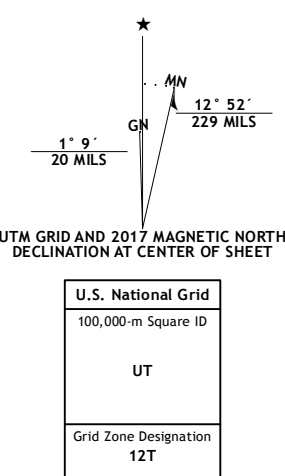 ★
MN
12° 52´
229 MILS
GN
1° 9´
20 MILS
UTM GRID AND 2017 MAGNETIC NORTH
DECLINATION AT CENTER OF SHEET
U.S. National Grid
100,000-m Square ID
UT
Grid Zone Designation
12T